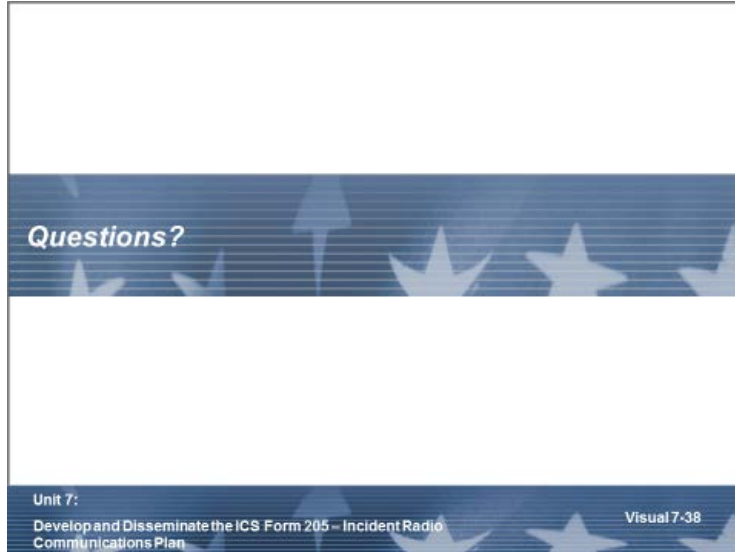 Questions?
Unit 7:
Develop and Disseminate the ICS Form 205 – Incident Radio
Communications Plan
Visual 7-38